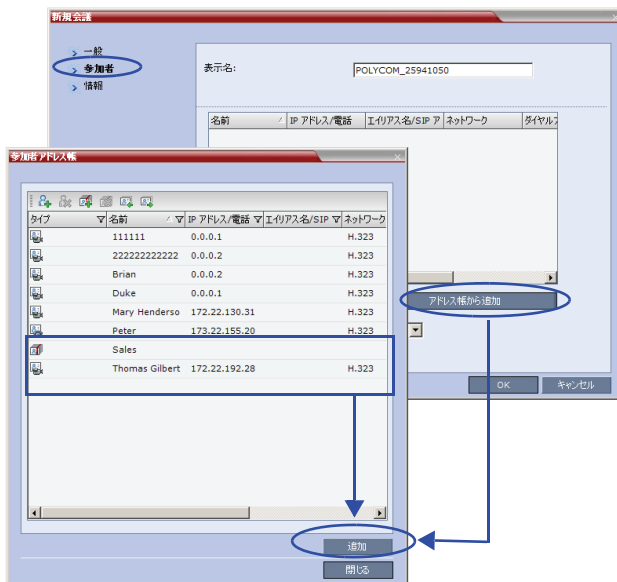 新規会議
一般
参加者
情報
表示名:
POLYCOM_25941050
名前 IP アドレス/電話 エイリアス名/SIP ア ネットワーク ダイヤルフ
アドレス帳から追加
OK キャンセル
参加者アドレス帳
タイプ 名前 IP アドレス/電話 エイリアス名/SIP ネットワーク
111111 0.0.0.1 H.323
222222222222 0.0.0.2 H.323
Brian 0.0.0.2 H.323
Duke 0.0.0.1 H.323
Mary Henderso 172.22.130.31 H.323
Peter 173.22.155.20 H.323
Sales
Thomas Gilbert 172.22.192.28 H.323
追加
閉じる